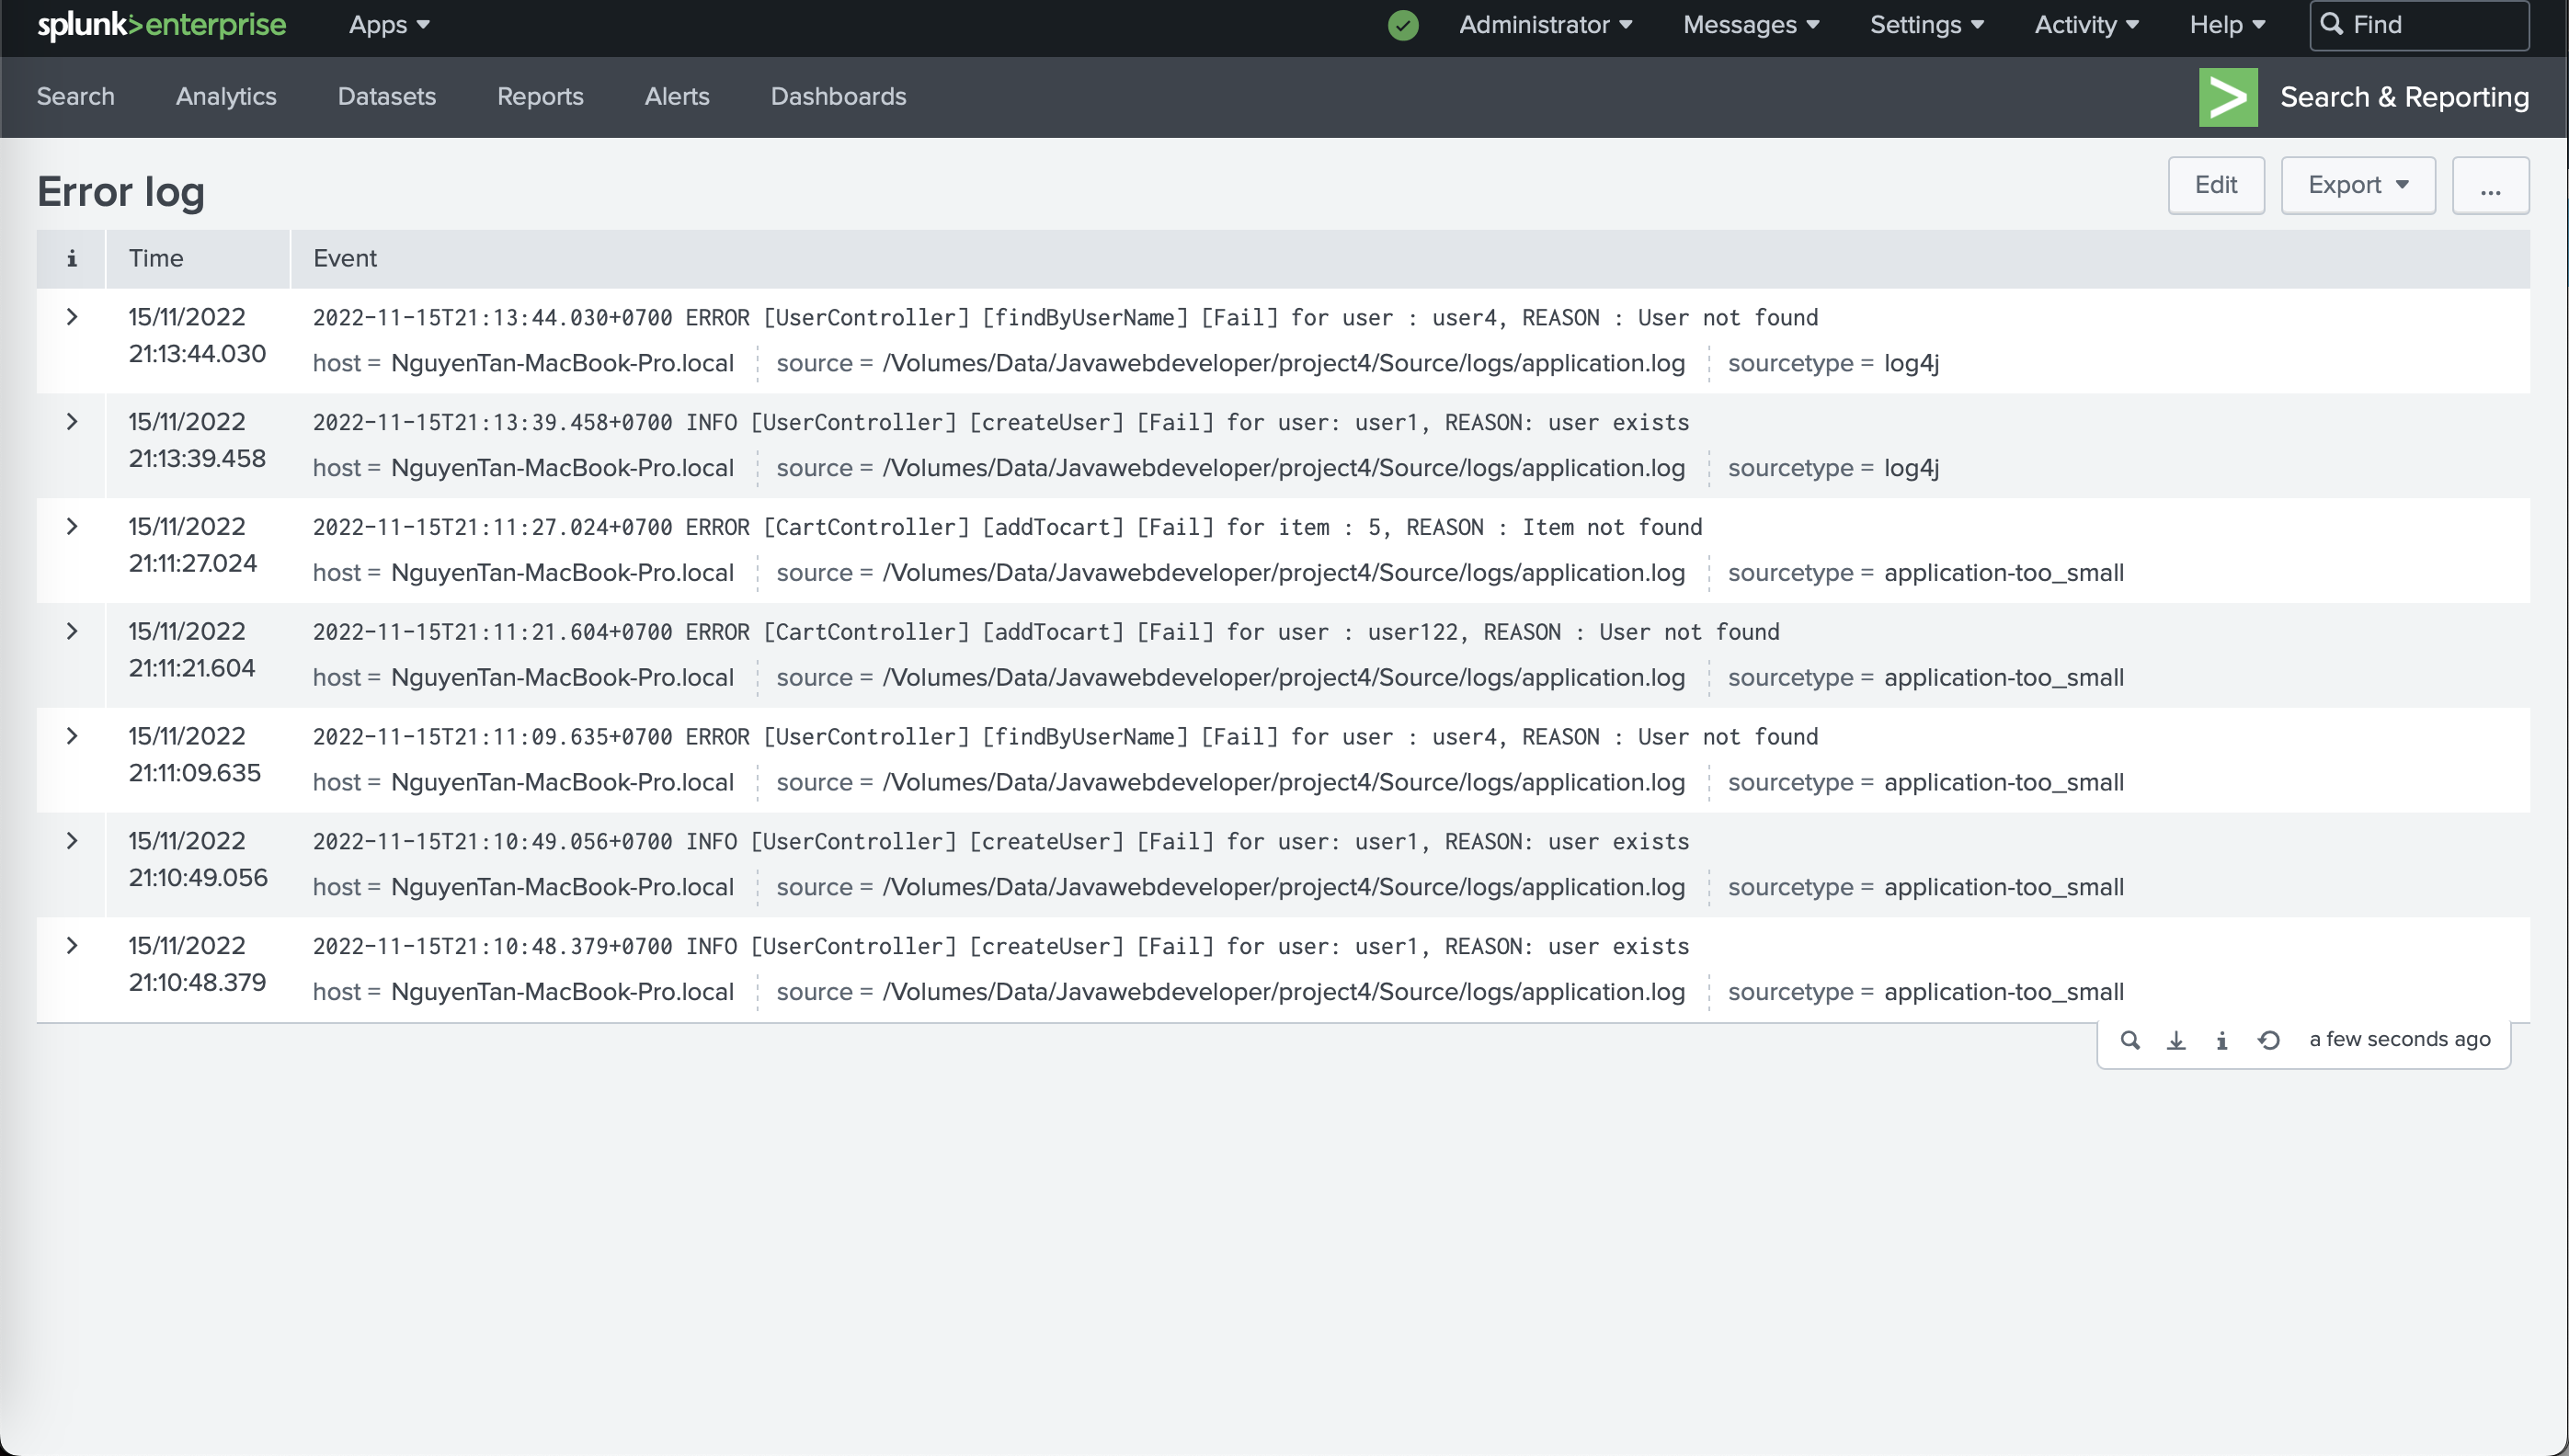 splunk>enterprise Apps Administrator Messages Settings Activity Help Find
Search Analytics Datasets Reports Alerts Dashboards > Search & Reporting
Error log Edit Export ...
i Time Event
15/11/2022 2022-11-15T21:13:44.030+0700 ERROR [UserController] [findByUserName] [Fail] for user : user4, REASON : User not found
21:13:44.030 host = NguyenTan-MacBook-Pro.local source = /Volumes/Data/Javawebdeveloper/project4/Source/logs/application.log sourcetype = log4j
15/11/2022 2022-11-15T21:13:39.458+0700 INFO [UserController] [createUser] [Fail] for user: user1, REASON: user exists
21:13:39.458 host = NguyenTan-MacBook-Pro.local source = /Volumes/Data/Javawebdeveloper/project4/Source/logs/application.log sourcetype = log4j
15/11/2022 2022-11-15T21:11:27.024+0700 ERROR [CartController] [addTocart] [Fail] for item : 5, REASON : Item not found
21:11:27.024 host = NguyenTan-MacBook-Pro.local source = /Volumes/Data/Javawebdeveloper/project4/Source/logs/application.log sourcetype = application-too_small
15/11/2022 2022-11-15T21:11:21.604+0700 ERROR [CartController] [addTocart] [Fail] for user : user122, REASON : User not found
21:11:21.604 host = NguyenTan-MacBook-Pro.local source = /Volumes/Data/Javawebdeveloper/project4/Source/logs/application.log sourcetype = application-too_small
15/11/2022 2022-11-15T21:11:09.635+0700 ERROR [UserController] [findByUserName] [Fail] for user : user4, REASON : User not found
21:11:09.635 host = NguyenTan-MacBook-Pro.local source = /Volumes/Data/Javawebdeveloper/project4/Source/logs/application.log sourcetype = application-too_small
15/11/2022 2022-11-15T21:10:49.056+0700 INFO [UserController] [createUser] [Fail] for user: user1, REASON: user exists
21:10:49.056 host = NguyenTan-MacBook-Pro.local source = /Volumes/Data/Javawebdeveloper/project4/Source/logs/application.log sourcetype = application-too_small
15/11/2022 2022-11-15T21:10:48.379+0700 INFO [UserController] [createUser] [Fail] for user: user1, REASON: user exists
21:10:48.379 host = NguyenTan-MacBook-Pro.local source = /Volumes/Data/Javawebdeveloper/project4/Source/logs/application.log sourcetype = application-too_small
i a few seconds ago